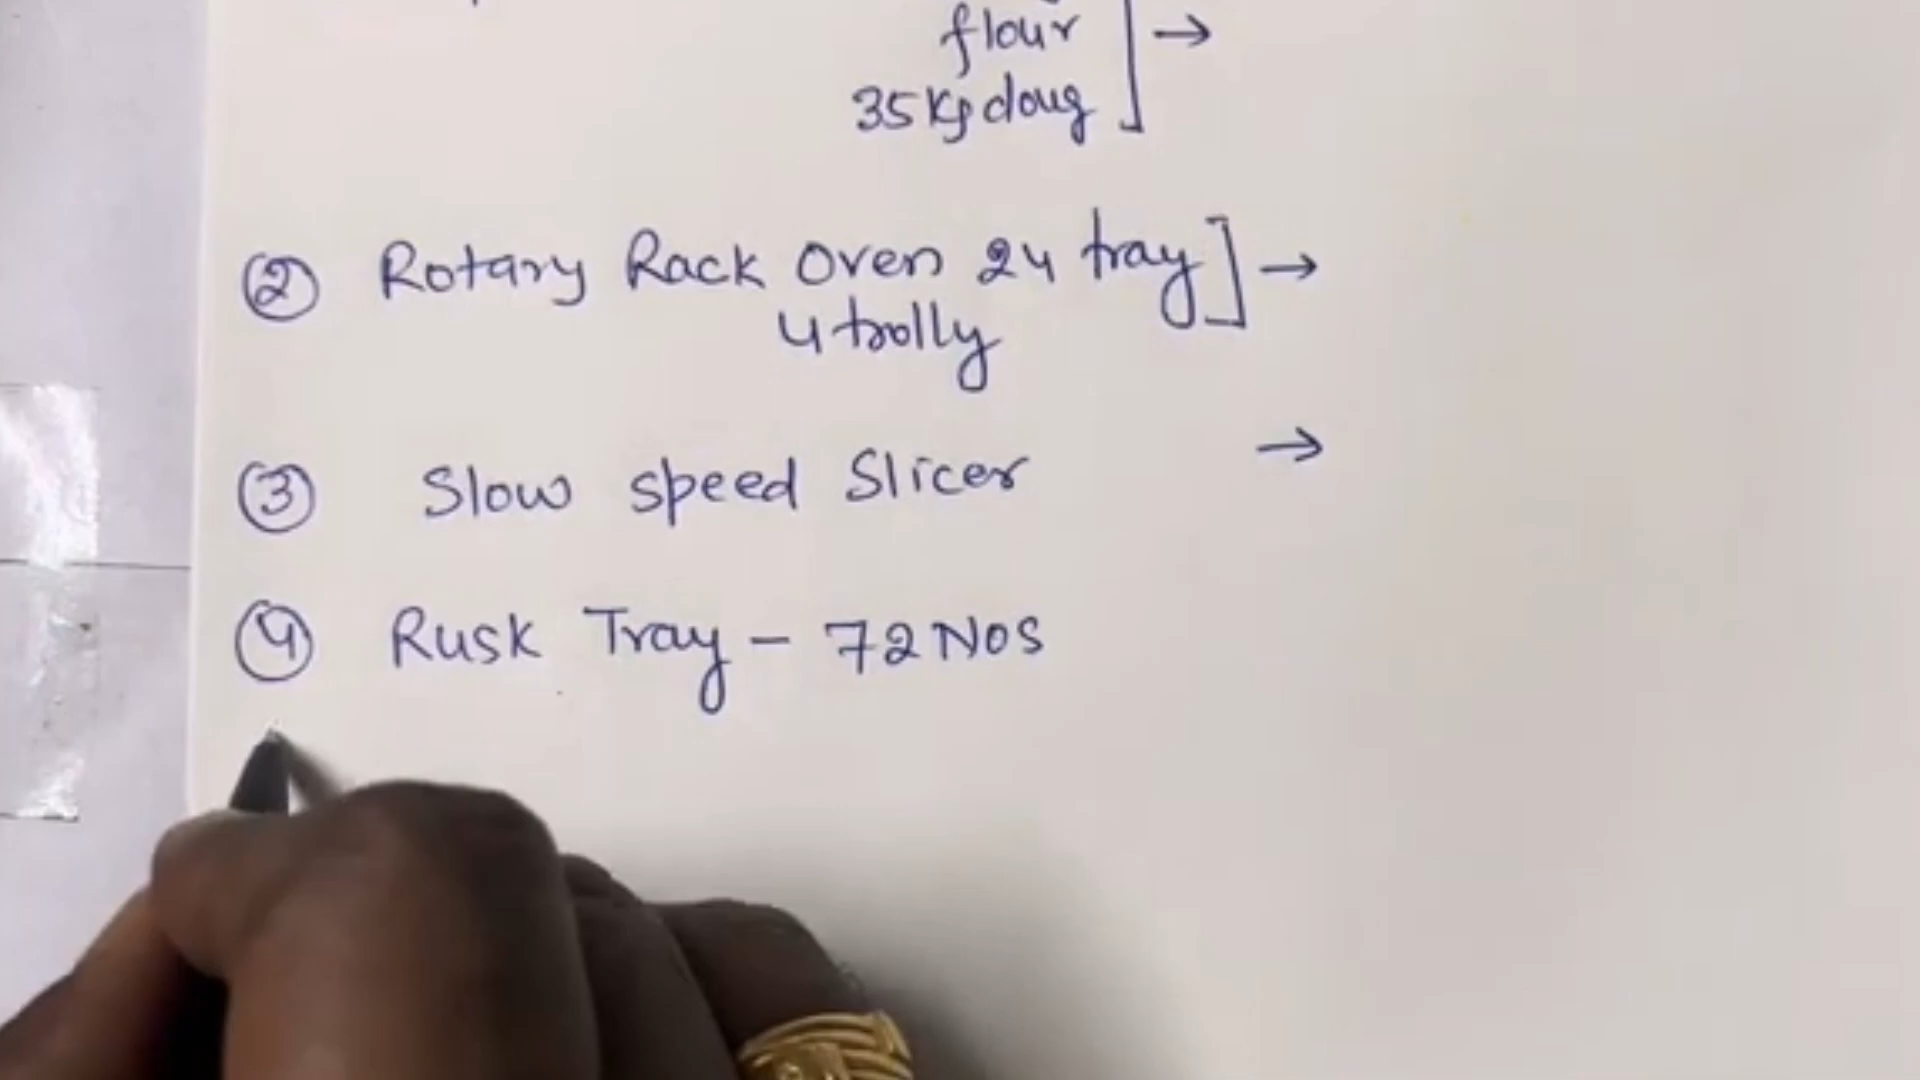 flour ] →
35Kg doug
② Rotary Rack Oven 24 tray ] →
4 trolly
③ Slow speed Slicer →
④ Rusk Tray - 72 Nos